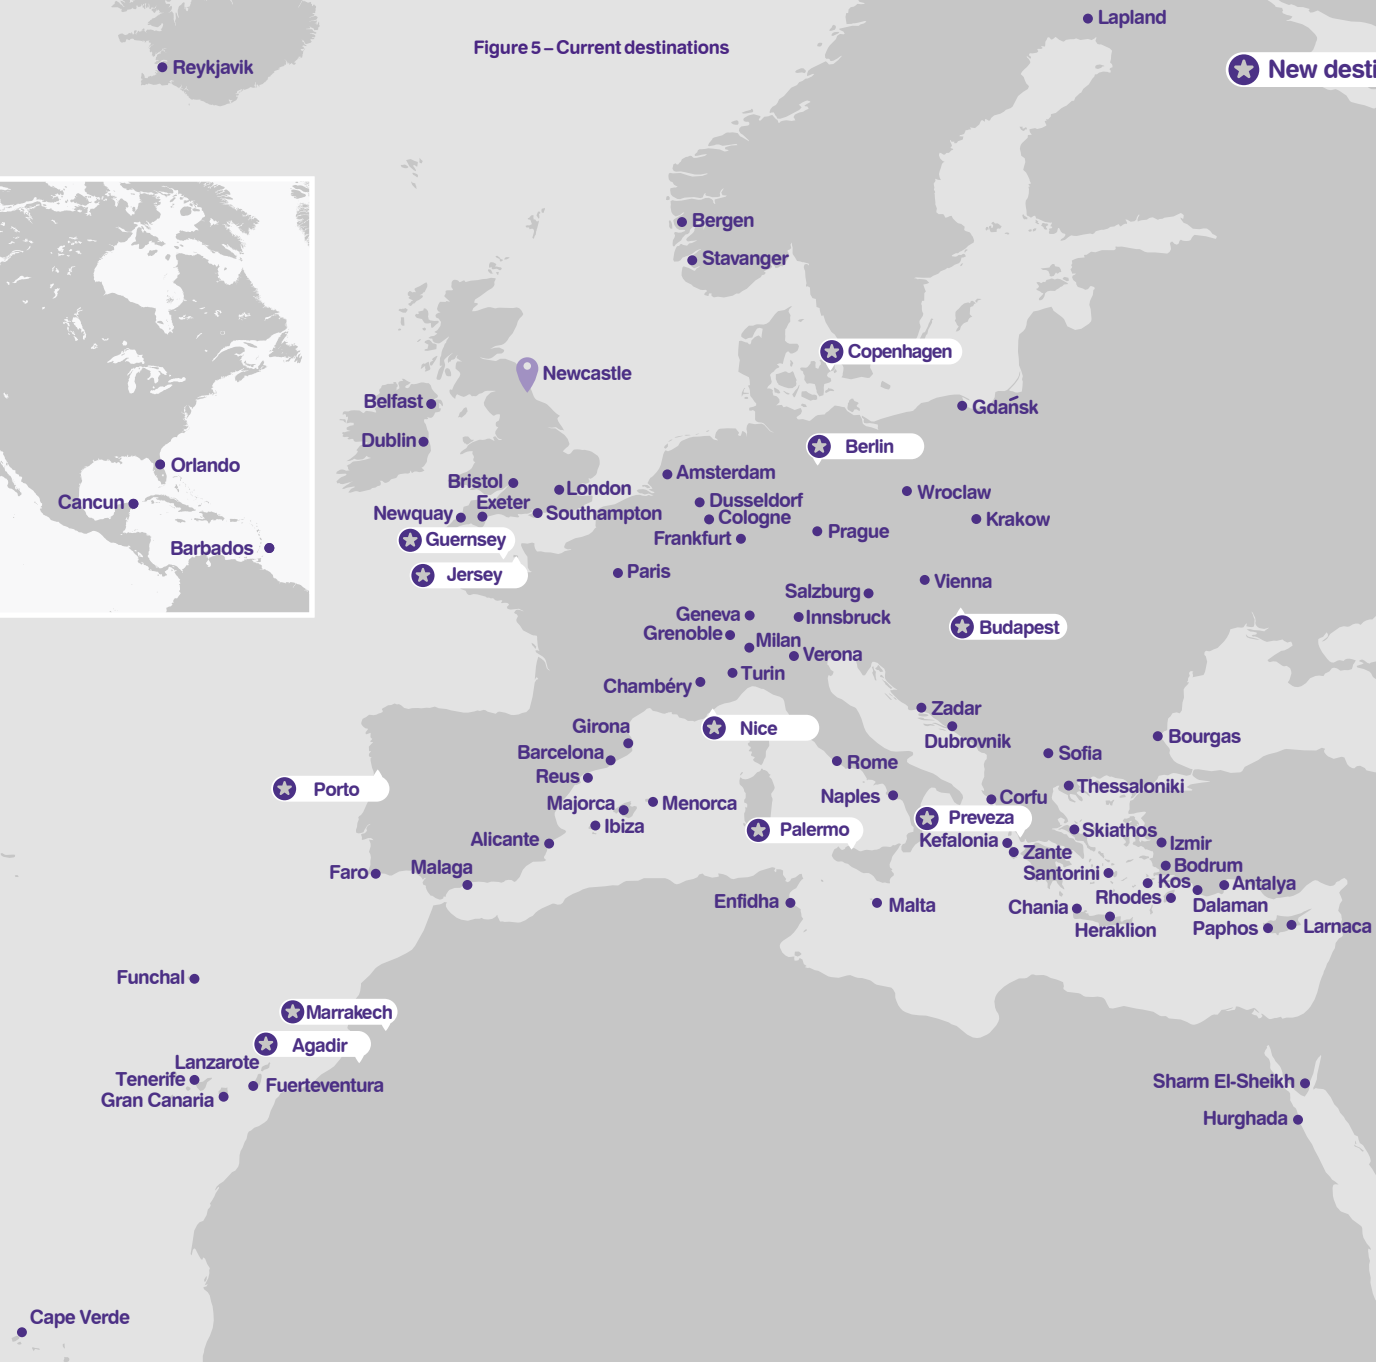 Lapland
Figure 5 – Current destinations
Reykjavik
New desti
Bergen
Stavanger
Copenhagen
Newcastle
Belfast
Gdańsk
Dublin
Berlin
Orlando
Amsterdam
Bristol
London
Wroclaw
Cancun
Exeter
Dusseldorf
Newquay
Southampton
Cologne
Krakow
Guernsey
Frankfurt
Prague
Barbados
Jersey
Paris
Vienna
Salzburg
Geneva
Innsbruck
Budapest
Grenoble
Milan
Verona
Turin
Chambéry
Zadar
Girona
Nice
Dubrovnik
Bourgas
Barcelona
Sofia
Rome
Reus
Thessaloniki
Porto
Majorca
Menorca
Naples
Corfu
Preveza
Ibiza
Palermo
Skiathos
Alicante
Kefalonia
Izmir
Zante
Faro
Malaga
Santorini
Bodrum
Kos
Antalya
Rhodes
Enfidha
Malta
Chania
Dalaman
Heraklion
Paphos
Larnaca
Funchal
Marrakech
Agadir
Lanzarote
Tenerife
Fuerteventura
Gran Canaria
Sharm El-Sheikh
Hurghada
Cape Verde